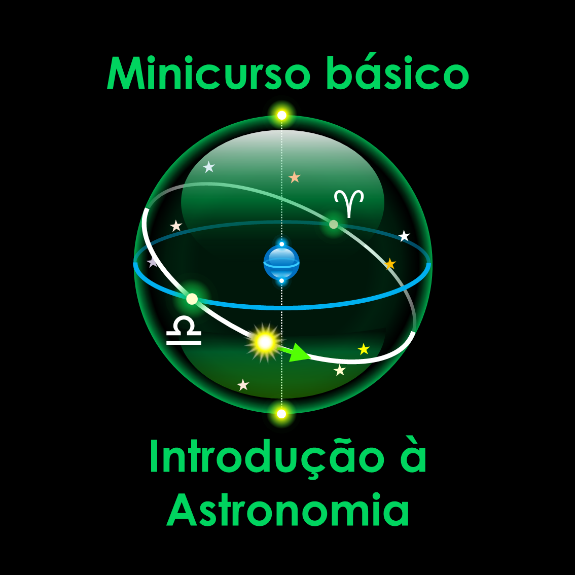 Minicurso básico
♈
♎
Introdução à
Astronomia